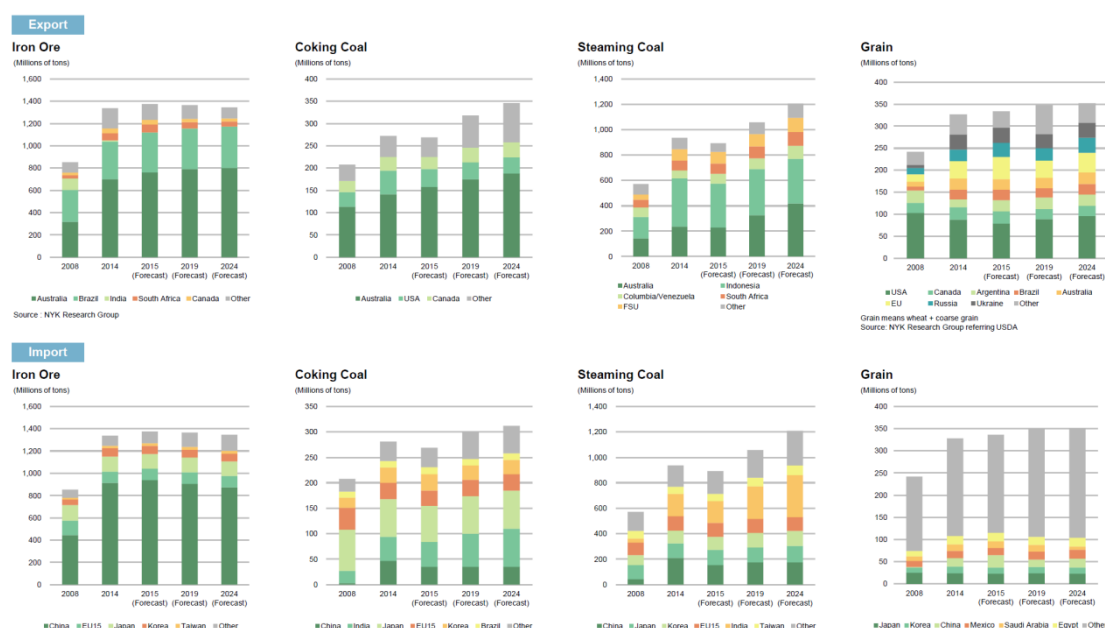 Export
Iron Ore
(Millions of tons)
1,600
1,400
1,200
1,000
800
600
400
200
0
2008 2014 2015 2019 2024
(Forecast) (Forecast) (Forecast)
Australia Brazil India South Africa Canada Other
Source : NYK Research Group
Coking Coal
(Millions of tons)
400
350
300
250
200
150
100
50
0
2008 2014 2015 2019 2024
(Forecast) (Forecast) (Forecast)
Australia USA Canada Other
Steaming Coal
(Millions of tons)
1,400
1,200
1,000
800
600
400
200
0
2008 2014 2015 2019 2024
(Forecast) (Forecast) (Forecast)
Australia Indonesia
Columbia/Venezuela South Africa
FSU Other
Grain
(Millions of tons)
400
350
300
250
200
150
100
50
0
2008 2014 2015 2019 2024
(Forecast) (Forecast) (Forecast)
USA Canada Argentina Brazil Australia
EU Russia Ukraine Other
Grain means wheat + coarse grain
Source: NYK Research Group referring USDA
Import
Iron Ore
(Millions of tons)
1,600
1,400
1,200
1,000
800
600
400
200
0
2008 2014 2015 2019 2024
(Forecast) (Forecast) (Forecast)
China EU15 Japan Korea Taiwan Other
Coking Coal
(Millions of tons)
350
300
250
200
150
100
50
0
2008 2014 2015 2019 2024
(Forecast) (Forecast) (Forecast)
China India Japan EU15 Korea Brazil Other
Steaming Coal
(Millions of tons)
1,400
1,200
1,000
800
600
400
200
0
2008 2014 2015 2019 2024
(Forecast) (Forecast) (Forecast)
China Japan Korea EU15 India Taiwan Other
Grain
(Millions of tons)
400
350
300
250
200
150
100
50
0
2008 2014 2015 2019 2024
(Forecast) (Forecast) (Forecast)
Japan Korea China Mexico Saudi Arabia Egypt Other